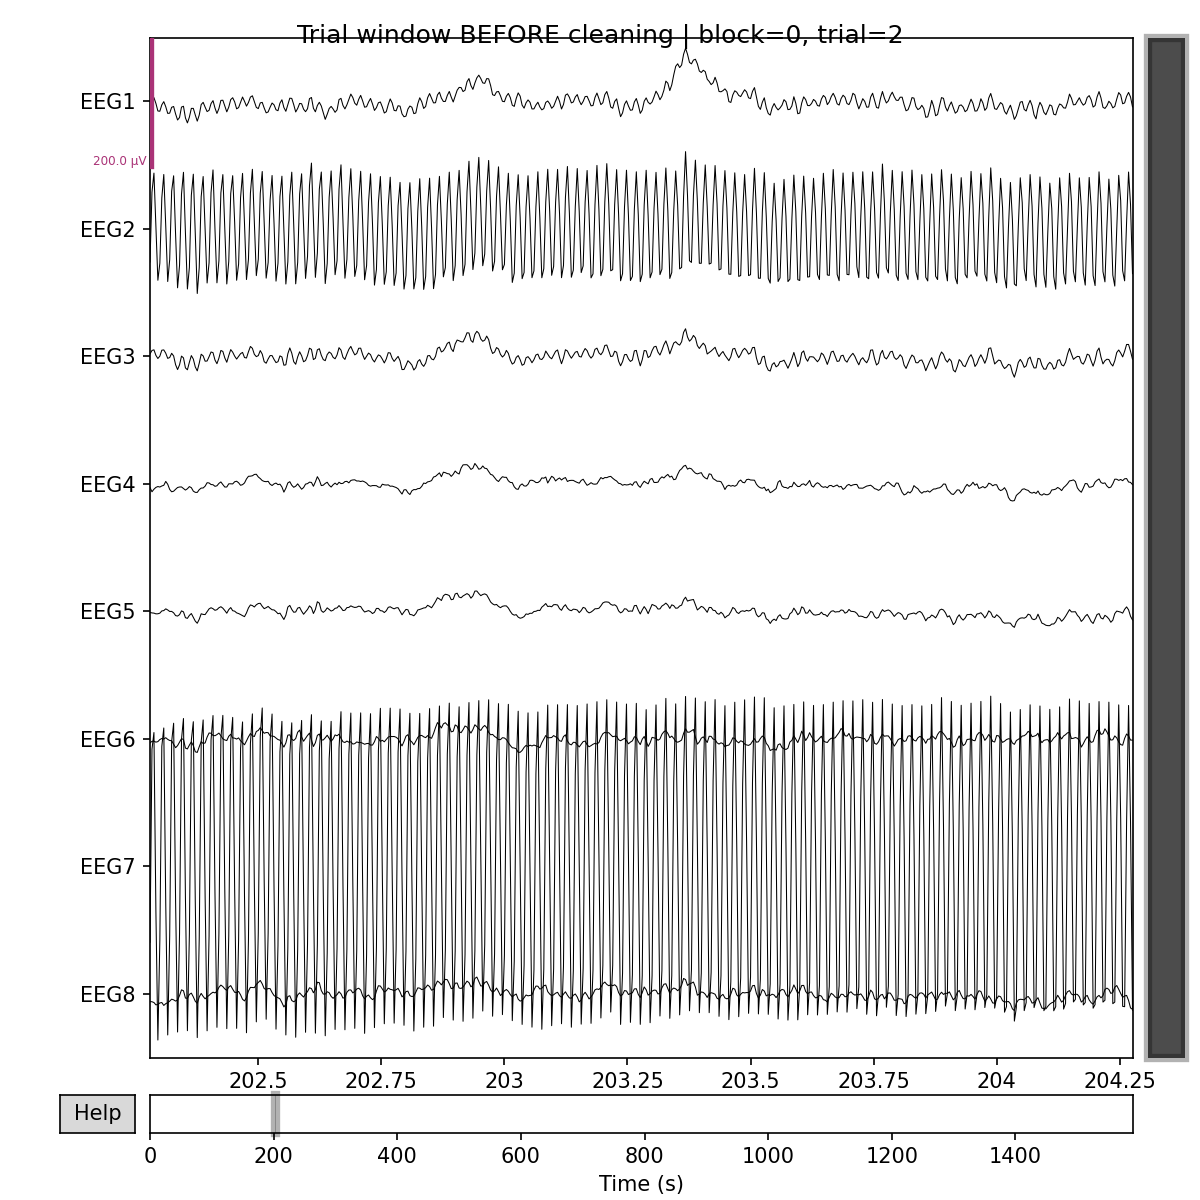 Trial window BEFORE cleaning | block=0, trial=2
EEG1
200.0 µV
EEG2
EEG3
EEG4
EEG5
EEG6
EEG7
EEG8
202.5 202.75 203 203.25 203.5 203.75 204 204.25
Help
0 200 400 600 800 1000 1200 1400
Time (s)